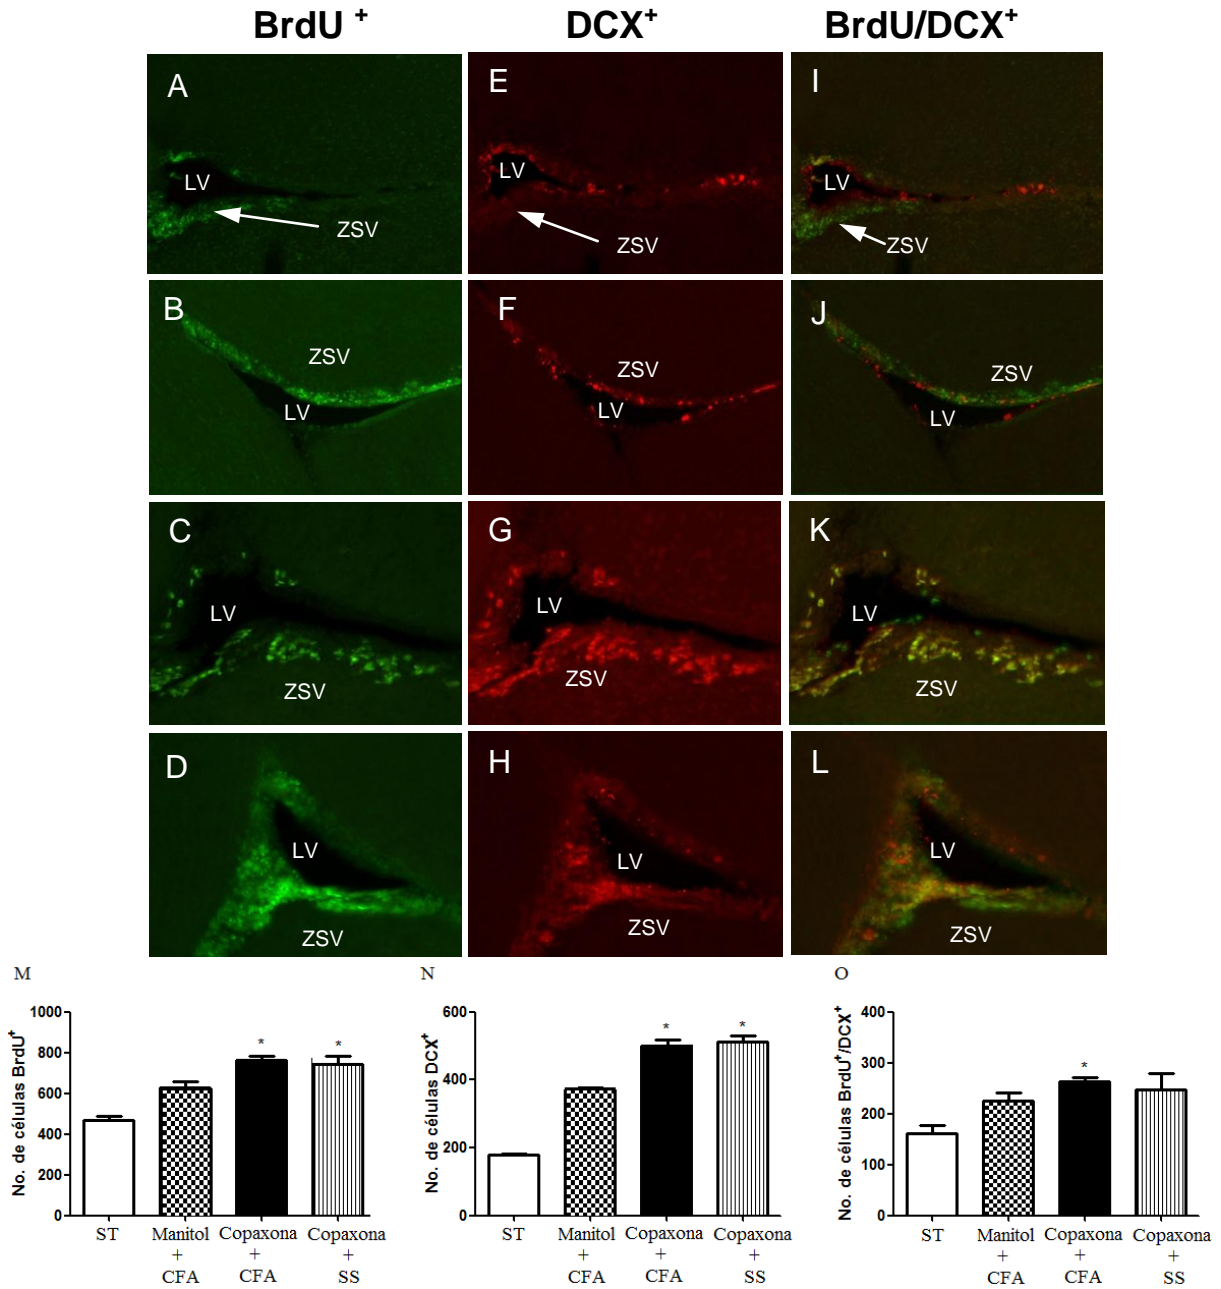 BrdU + DCX+ BrdU/DCX+
A E I
LV LV LV
ZSV ZSV ZSV
B F J
ZSV ZSV ZSV
LV LV LV
C G K
LV LV LV
ZSV ZSV ZSV
D H L
LV LV LV
ZSV ZSV ZSV
M
No. de células BrdU+
1000
800
600
400
200
0
* *
ST Manitol + CFA Copaxona + CFA Copaxona + SS
N
No. de células DCX+
600
400
200
0
* *
ST Manitol + CFA Copaxona + CFA Copaxona + SS
O
No. de células BrdU+/DCX+
400
300
200
100
0
*
ST Manitol + CFA Copaxona + CFA Copaxona + SS